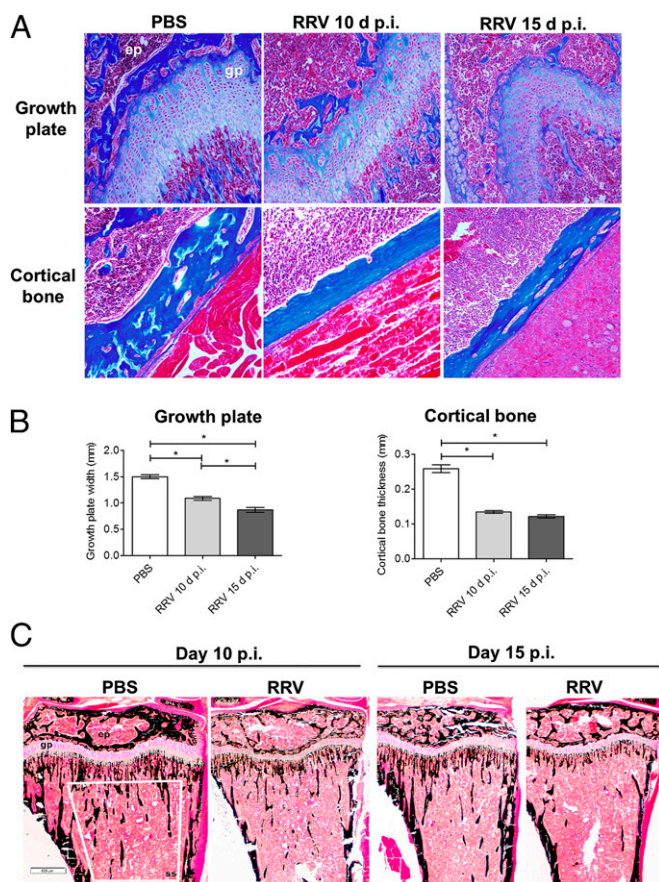 A
PBS
RRV 10 d p.i.
RRV 15 d p.i.
ep
gp
Growth
plate
Cortical
bone
B
Growth plate
Growth plate width (mm)
2.0
1.5
1.0
0.5
0.0
*
*
*
PBS
RRV 10 d p.i.
RRV 15 d p.i.
Cortical bone
Cortical bone thickness (mm)
0.3
0.2
0.1
0.0
*
*
PBS
RRV 10 d p.i.
RRV 15 d p.i.
C
Day 10 p.i.
Day 15 p.i.
PBS
RRV
PBS
RRV
ep
gp
ss